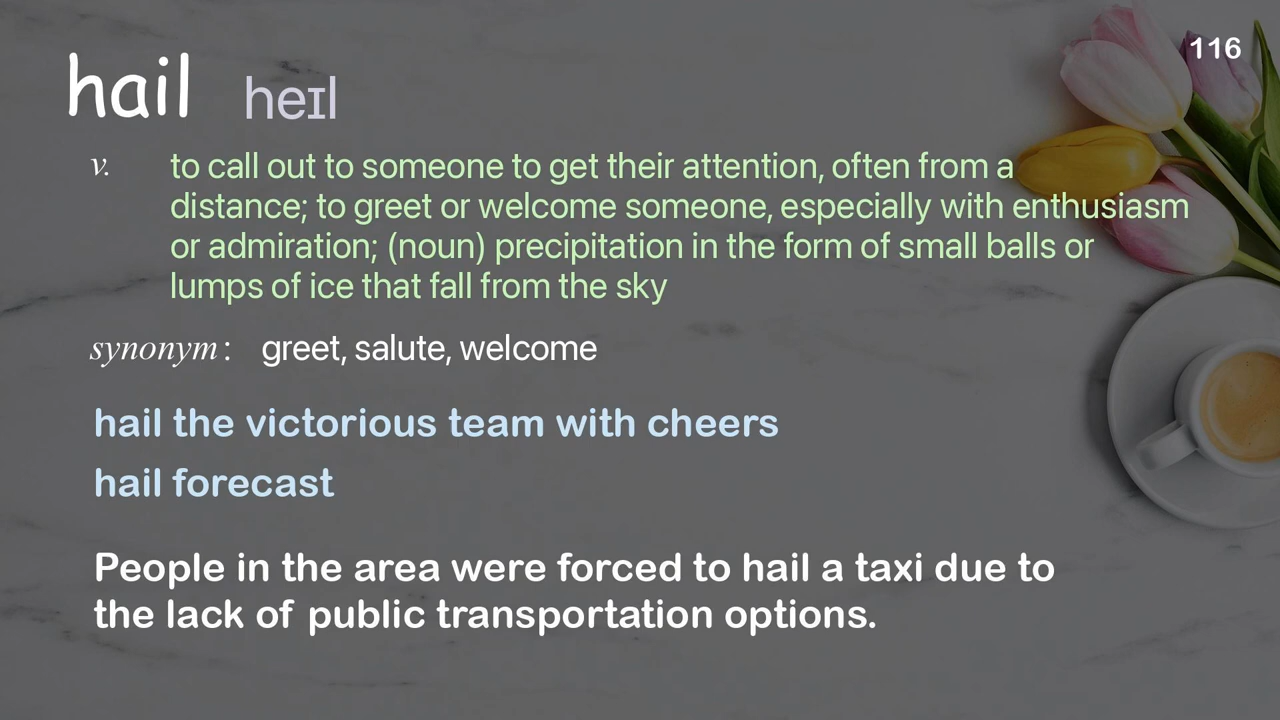 116
hail heɪl
v. to call out to someone to get their attention, often from a
distance; to greet or welcome someone, especially with enthusiasm
or admiration; (noun) precipitation in the form of small balls or
lumps of ice that fall from the sky
synonym : greet, salute, welcome
hail the victorious team with cheers
hail forecast
People in the area were forced to hail a taxi due to
the lack of public transportation options.